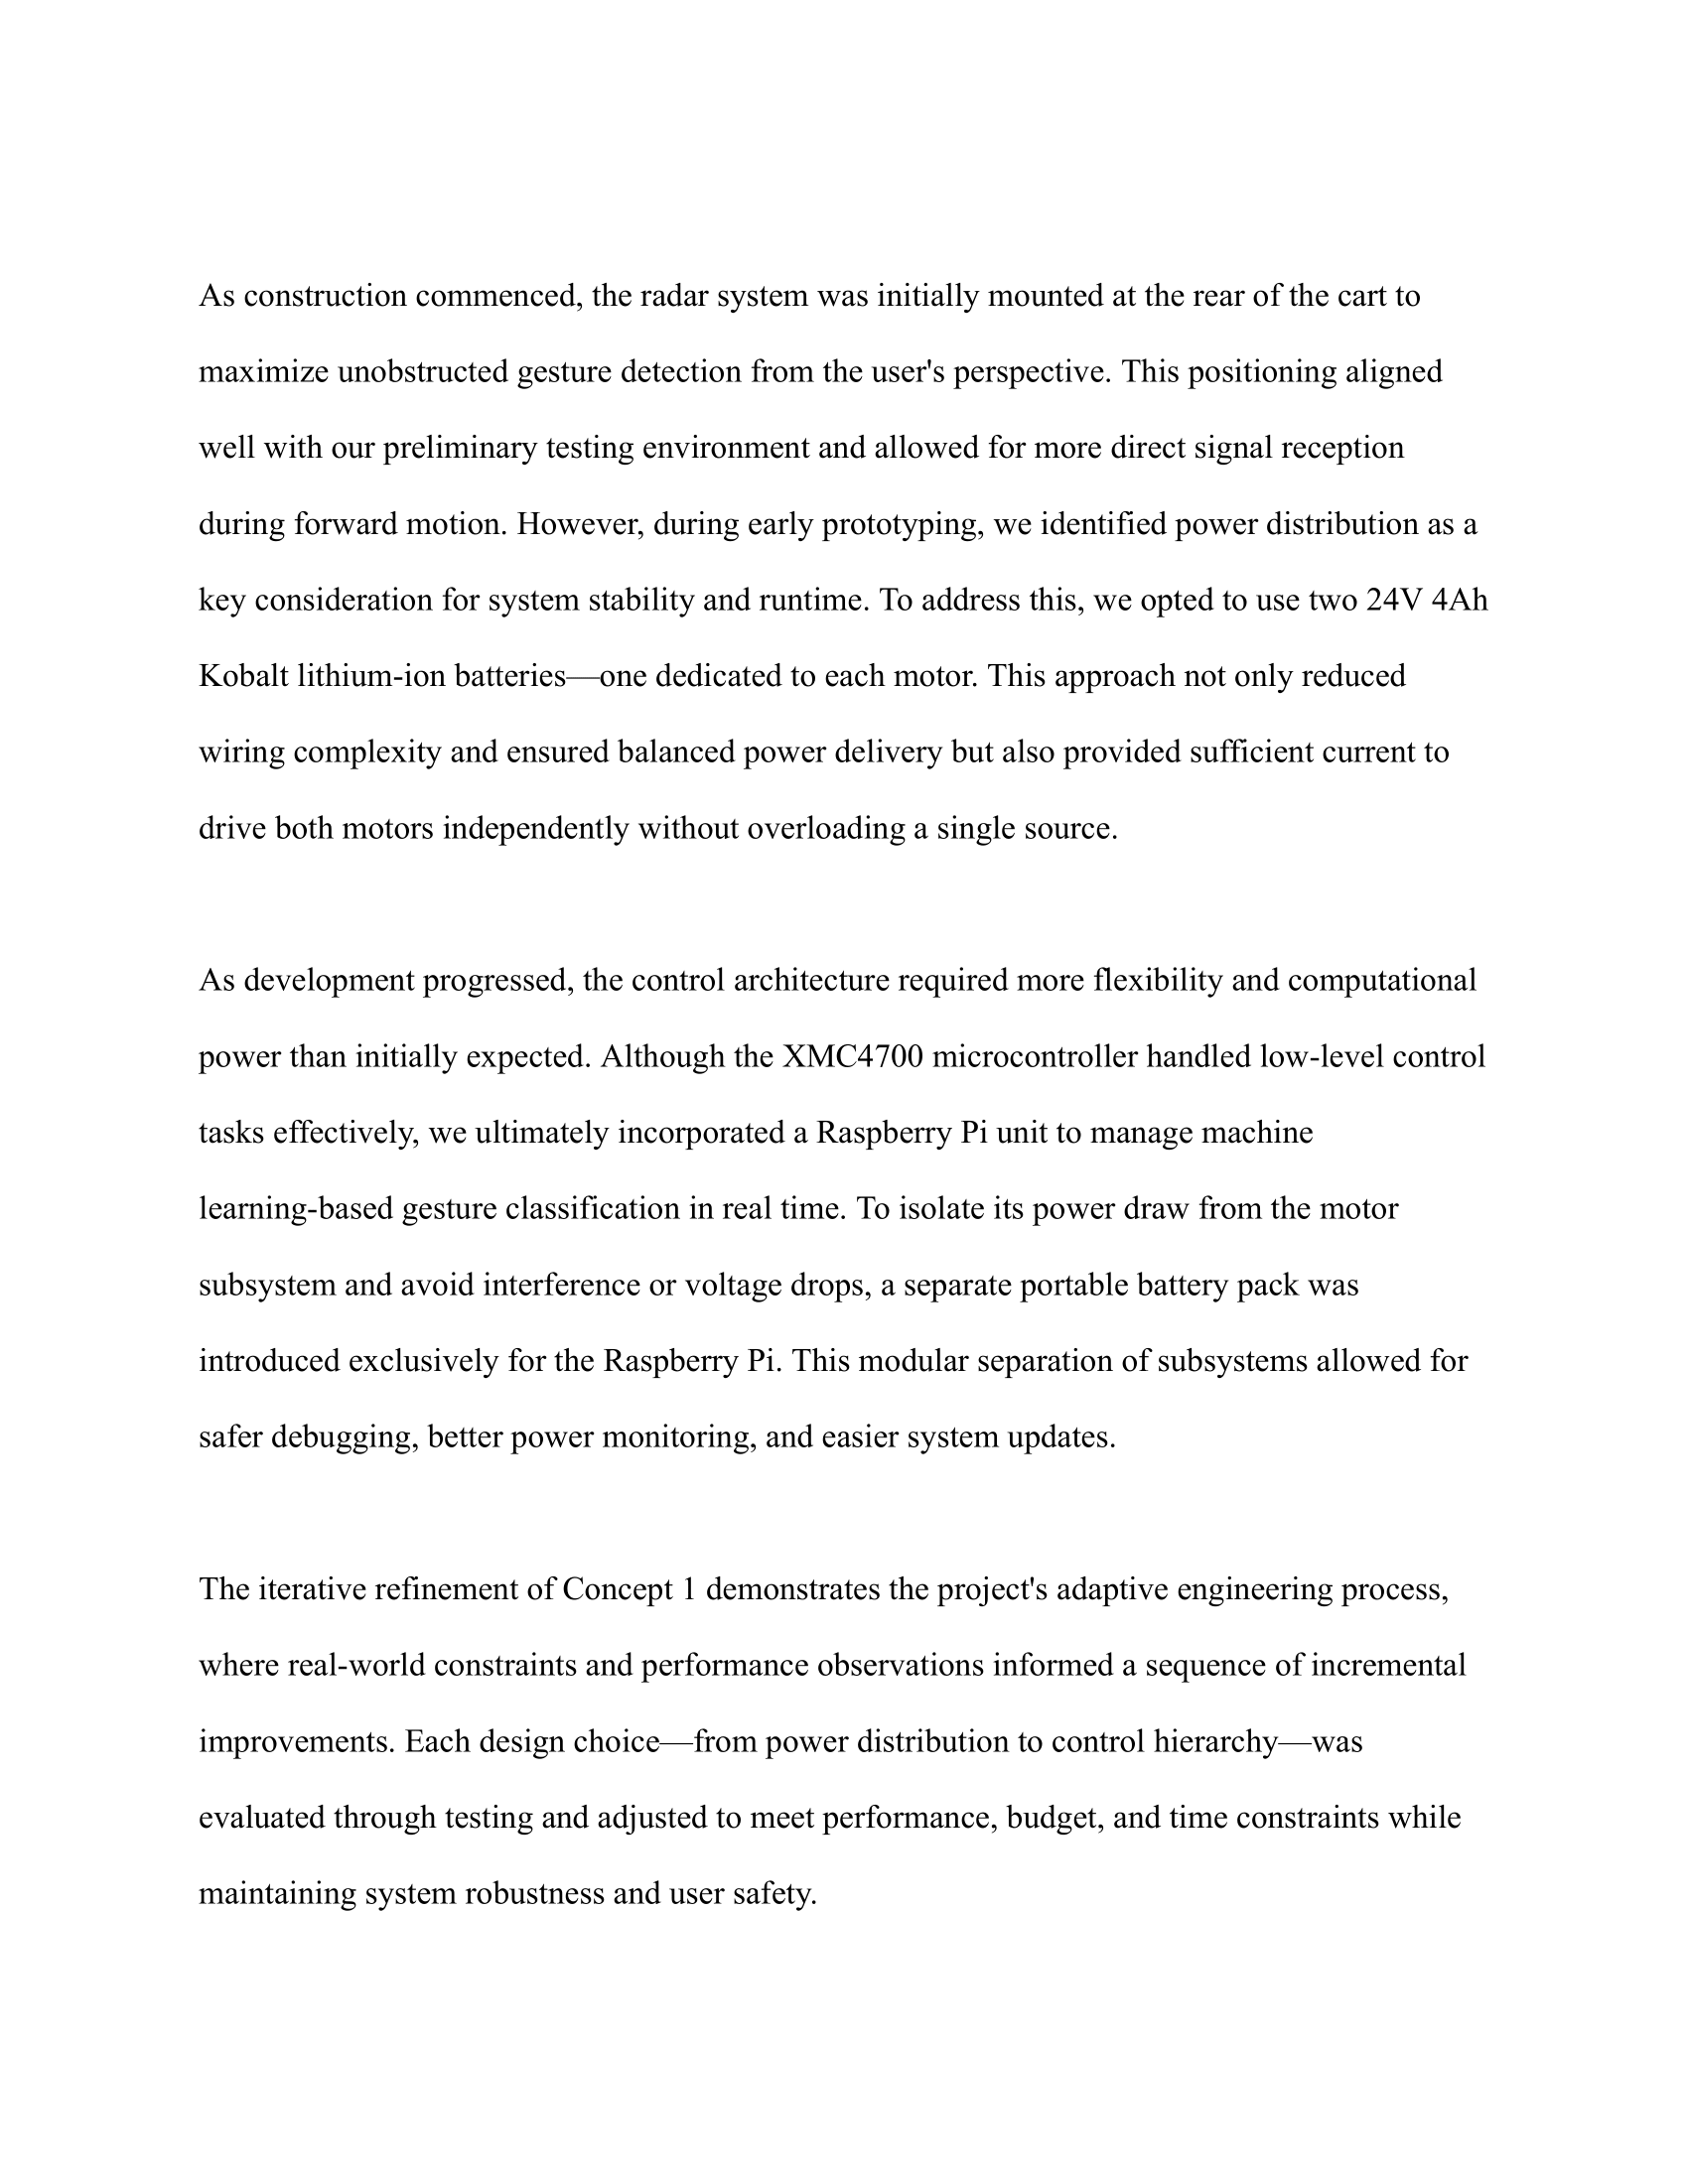 As construction commenced, the radar system was initially mounted at the rear of the cart to
maximize unobstructed gesture detection from the user's perspective. This positioning aligned
well with our preliminary testing environment and allowed for more direct signal reception
during forward motion. However, during early prototyping, we identified power distribution as a
key consideration for system stability and runtime. To address this, we opted to use two 24V 4Ah
Kobalt lithium-ion batteries—one dedicated to each motor. This approach not only reduced
wiring complexity and ensured balanced power delivery but also provided sufficient current to
drive both motors independently without overloading a single source.
As development progressed, the control architecture required more flexibility and computational
power than initially expected. Although the XMC4700 microcontroller handled low-level control
tasks effectively, we ultimately incorporated a Raspberry Pi unit to manage machine
learning-based gesture classification in real time. To isolate its power draw from the motor
subsystem and avoid interference or voltage drops, a separate portable battery pack was
introduced exclusively for the Raspberry Pi. This modular separation of subsystems allowed for
safer debugging, better power monitoring, and easier system updates.
The iterative refinement of Concept 1 demonstrates the project's adaptive engineering process,
where real-world constraints and performance observations informed a sequence of incremental
improvements. Each design choice—from power distribution to control hierarchy—was
evaluated through testing and adjusted to meet performance, budget, and time constraints while
maintaining system robustness and user safety.